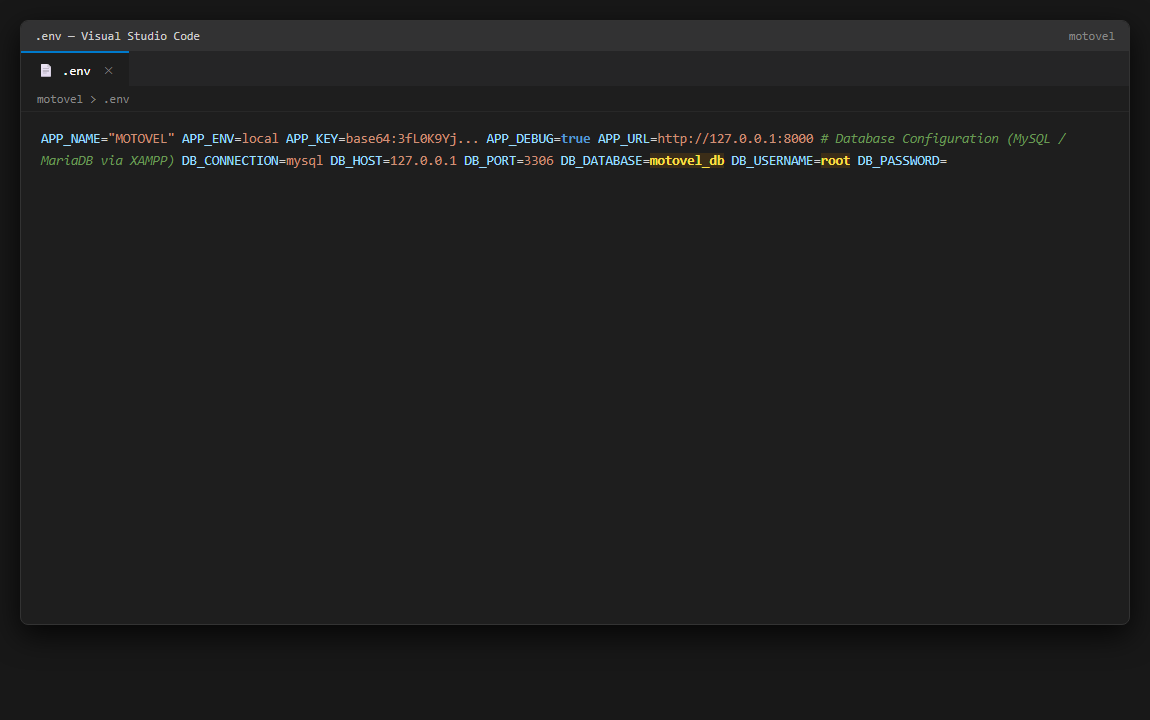 .env — Visual Studio Code
motovel
.env ×
motovel > .env
APP_NAME="MOTOVEL" APP_ENV=local APP_KEY=base64:3fL0K9Yj... APP_DEBUG=true APP_URL=http://127.0.0.1:8000 # Database Configuration (MySQL /
MariaDB via XAMPP) DB_CONNECTION=mysql DB_HOST=127.0.0.1 DB_PORT=3306 DB_DATABASE=motovel_db DB_USERNAME=root DB_PASSWORD=